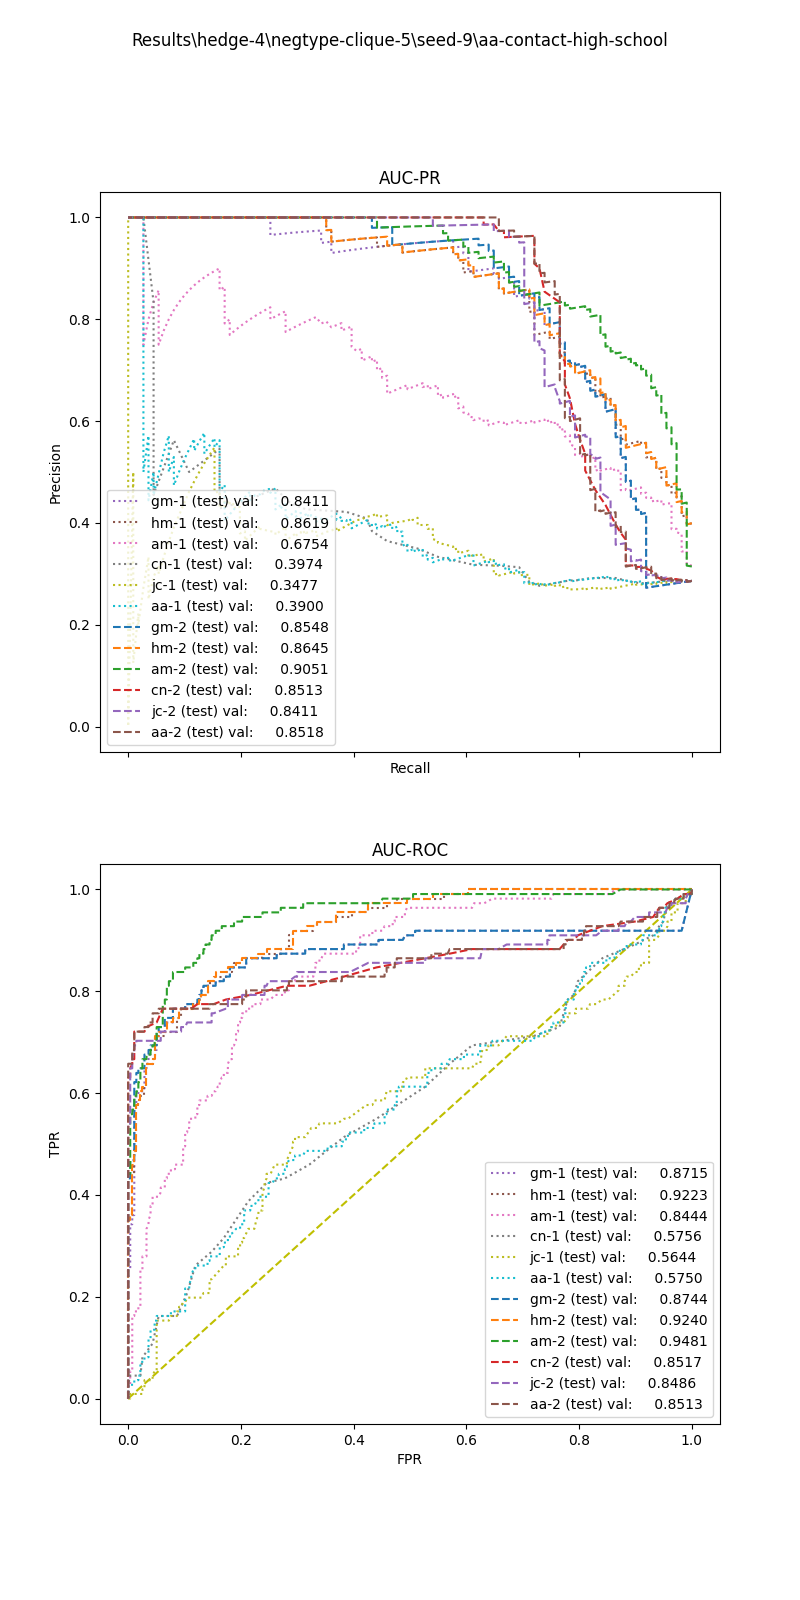 Results\hedge-4\negtype-clique-5\seed-9\aa-contact-high-school
AUC-PR
1.0
0.8
0.6
0.4
0.2
0.0
Precision
gm-1 (test) val: 0.8411
hm-1 (test) val: 0.8619
am-1 (test) val: 0.6754
cn-1 (test) val: 0.3974
jc-1 (test) val: 0.3477
aa-1 (test) val: 0.3900
gm-2 (test) val: 0.8548
hm-2 (test) val: 0.8645
am-2 (test) val: 0.9051
cn-2 (test) val: 0.8513
jc-2 (test) val: 0.8411
aa-2 (test) val: 0.8518
Recall
AUC-ROC
1.0
0.8
0.6
0.4
0.2
0.0
TPR
gm-1 (test) val: 0.8715
hm-1 (test) val: 0.9223
am-1 (test) val: 0.8444
cn-1 (test) val: 0.5756
jc-1 (test) val: 0.5644
aa-1 (test) val: 0.5750
gm-2 (test) val: 0.8744
hm-2 (test) val: 0.9240
am-2 (test) val: 0.9481
cn-2 (test) val: 0.8517
jc-2 (test) val: 0.8486
aa-2 (test) val: 0.8513
0.0 0.2 0.4 0.6 0.8 1.0
FPR